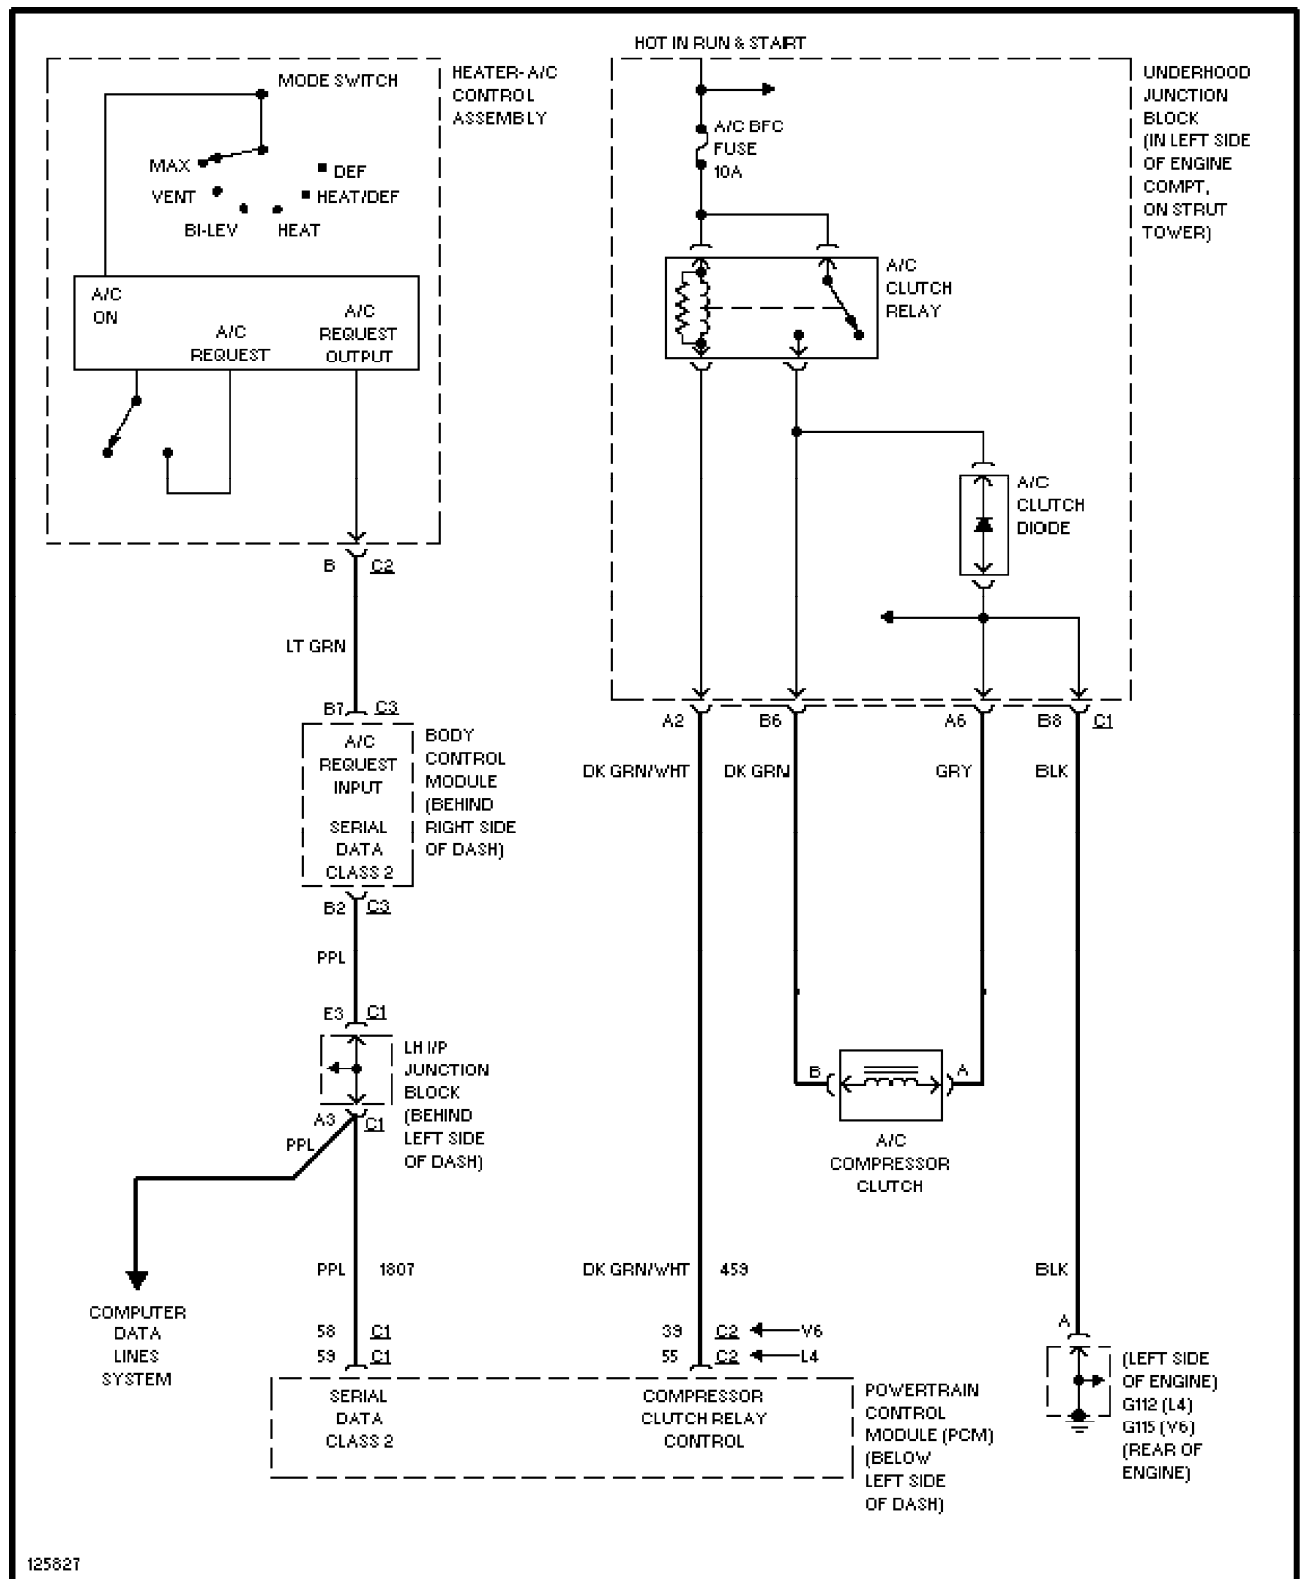 HOT IN RUN & START
MODE SWITCH
MAX
VENT
BI-LEV
HEAT
HEAT/DEF
DEF
HEATER-A/C
CONTROL
ASSEMBLY
A/C
ON
A/C
REQUEST
A/C
REQUEST
OUTPUT
B
C2
LT GRN
B7
C3
A/C
REQUEST
INPUT
SERIAL
DATA
CLASS 2
BODY
CONTROL
MODULE
(BEHIND
RIGHT SIDE
OF DASH)
B2
C3
PPL
E3
C1
LH I/P
JUNCTION
BLOCK
(BEHIND
LEFT SIDE
OF DASH)
A3
C1
PPL
COMPUTER
DATA
LINES
SYSTEM
PPL
1807
58
C1
59
C1
SERIAL
DATA
CLASS 2
A/C BFC
FUSE
10A
UNDERHOOD
JUNCTION
BLOCK
(IN LEFT SIDE
OF ENGINE
COMPT,
ON STRUT
TOWER)
A/C
CLUTCH
RELAY
A/C
CLUTCH
DIODE
A2
B6
A6
B8
C1
DK GRN/WHT
DK GRN
GRY
BLK
B
A
A/C
COMPRESSOR
CLUTCH
DK GRN/WHT
459
BLK
39
C2
V6
55
C2
L4
COMPRESSOR
CLUTCH RELAY
CONTROL
POWERTRAIN
CONTROL
MODULE (PCM)
(BELOW
LEFT SIDE
OF DASH)
A
(LEFT SIDE
OF ENGINE)
G112 (L4)
G115 (V6)
(REAR OF
ENGINE)
125827